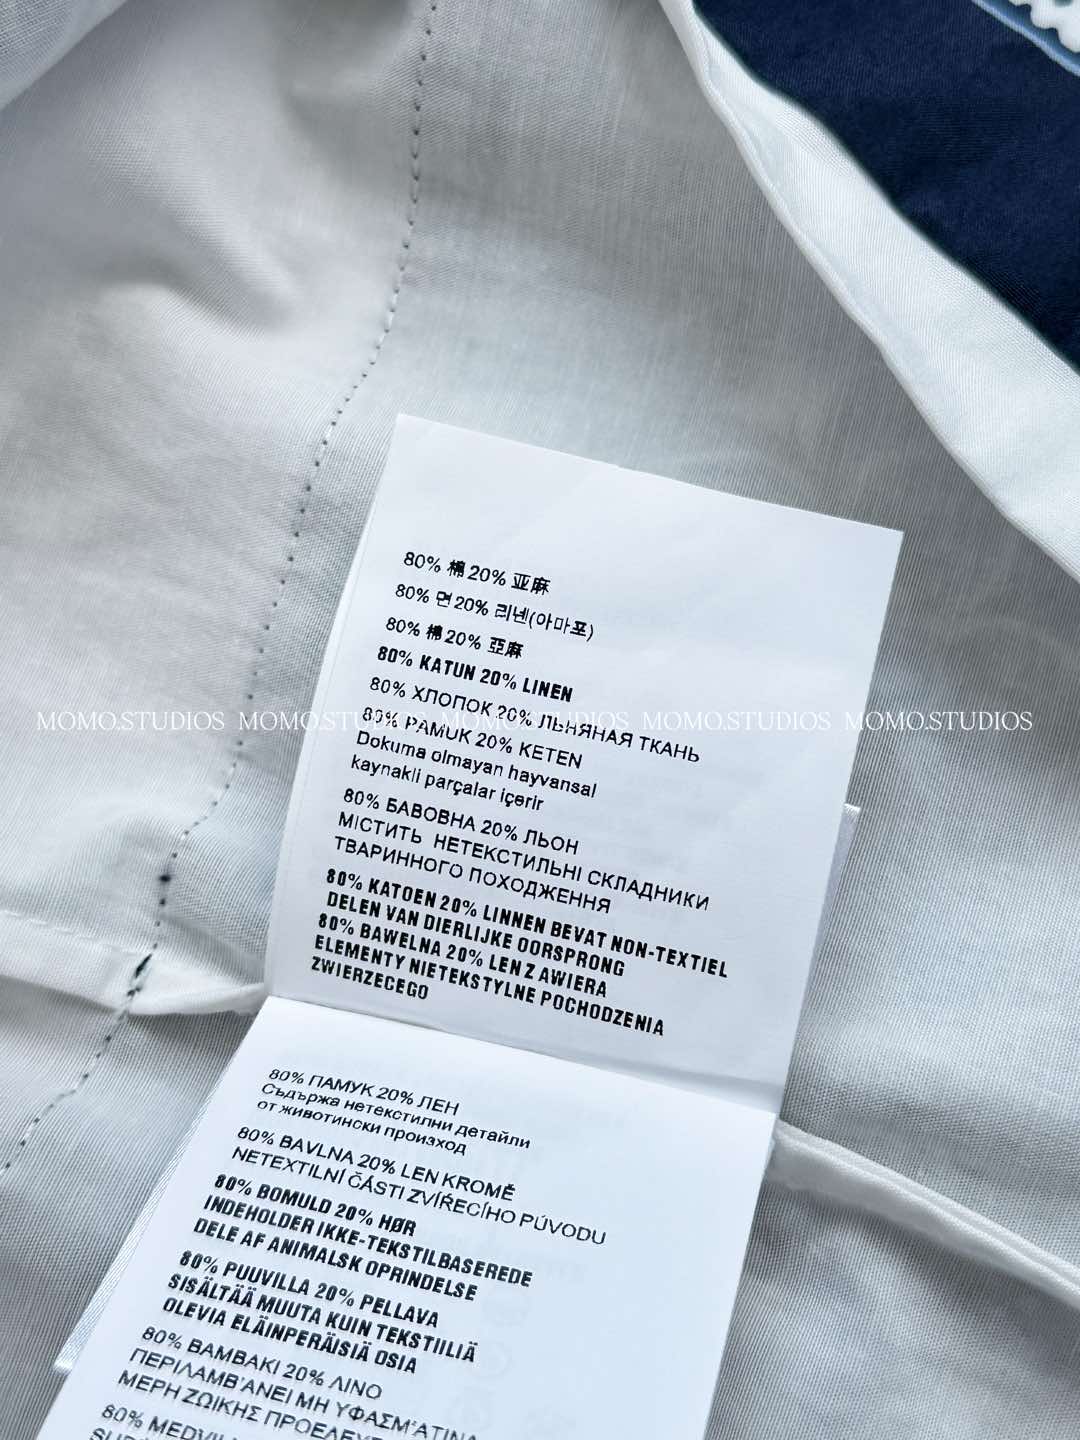 80% 棉 20% 亚麻
80% 면 20% 리넨(아마포)
80% 棉 20% 亞麻
80% KATUN 20% LINEN
80% ХЛОПОК 20% ЛЬНЯНАЯ ТКАНЬ
MOMO.STUDIOS MOMO.STUDIOS MOMO.STUDIOS MOMO.STUDIOS MOMO.STUDIOS
80% PAMUK 20% KETEN
Dokuma olmayan hayvansal
kaynakli parçalar içerir
80% БАВОВНА 20% ЛЬОН
МІСТИТЬ НЕТЕКСТИЛЬНІ СКЛАДНИКИ
ТВАРИННОГО ПОХОДЖЕННЯ
80% KATOEN 20% LINNEN BEVAT NON-TEXTIEL
DELEN VAN DIERLIJKE OORSPRONG
80% BAWELNA 20% LEN Z AWIERA
ELEMENTY NIETEKSTYLNE POCHODZENIA
ZWIERZECEGO
80% ПАМУК 20% ЛЕН
Съдържа нетекстилни детайли
от животински произход
80% BAVLNA 20% LEN KROMĚ
NETEXTILNÍ ČÁSTI ZVÍŘECÍHO PÚVODU
80% BOMULD 20% HØR
INDEHOLDER IKKE-TEKSTILBASEREDE
DELE AF ANIMALSK OPRINDELSE
80% PUUVILLA 20% PELLAVA
SISÄLTÄÄ MUUTA KUIN TEKSTIILIÄ
OLEVIA ELÄINPERÄISIÄ OSIA
80% ΒΑΜΒΑΚΙ 20% ΛΙΝΟ
ΠΕΡΙΛΑΜΒ'ΑΝΕΙ ΜΗ ΥΦΑΣΜ'ΑΤΙΝΑ
ΜΕΡΗ ΖΩΙΚΗΣ
80%